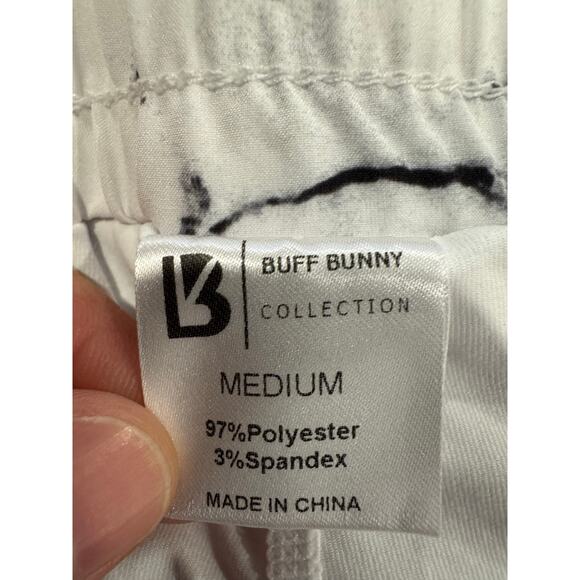 B
BUFF BUNNY
COLLECTION
MEDIUM
97%Polyester
3%Spandex
MADE IN CHINA